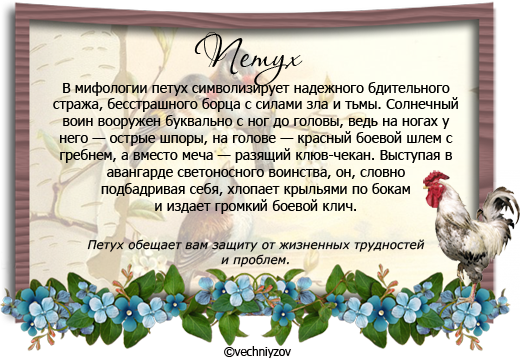 Петух
В мифологии петух символизирует надежного бдительного
стража, бесстрашного борца с силами зла и тьмы. Солнечный
воин вооружен буквально с ног до головы, ведь на ногах у
него — острые шпоры, на голове — красный боевой шлем с
гребнем, а вместо меча — разящий клюв-чекан. Выступая в
авангарде светоносного воинства, он, словно
подбадривая себя, хлопает крыльями по бокам
и издает громкий боевой клич.
Петух обещает вам защиту от жизненных трудностей
и проблем.
©vechniyzov